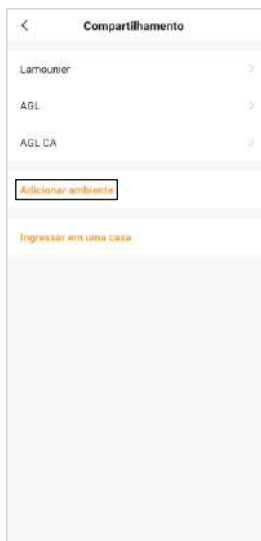 Compartilhamento
Lamounier
AGL
AGL CA
Adicionar ambiente
Ingressar em uma casa